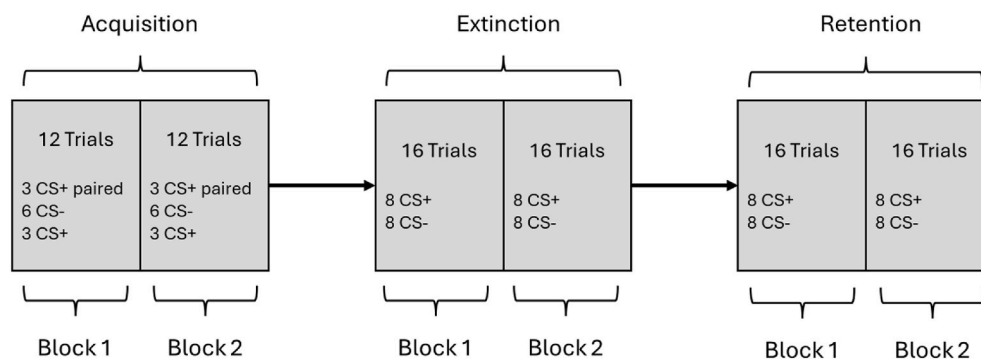 Acquisition
Extinction
Retention
12 Trials
3 CS+ paired
6 CS-
3 CS+
12 Trials
3 CS+ paired
6 CS-
3 CS+
16 Trials
8 CS+
8 CS-
16 Trials
8 CS+
8 CS-
16 Trials
8 CS+
8 CS-
16 Trials
8 CS+
8 CS-
Block 1
Block 2
Block 1
Block 2
Block 1
Block 2